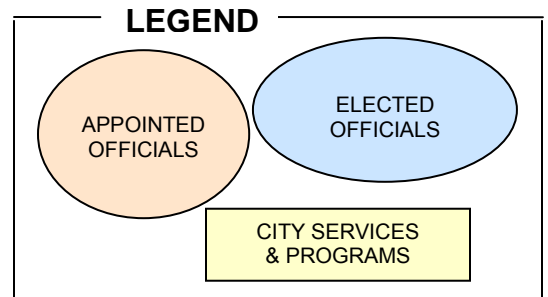 LEGEND
APPOINTED
OFFICIALS
ELECTED
OFFICIALS
CITY SERVICES
& PROGRAMS